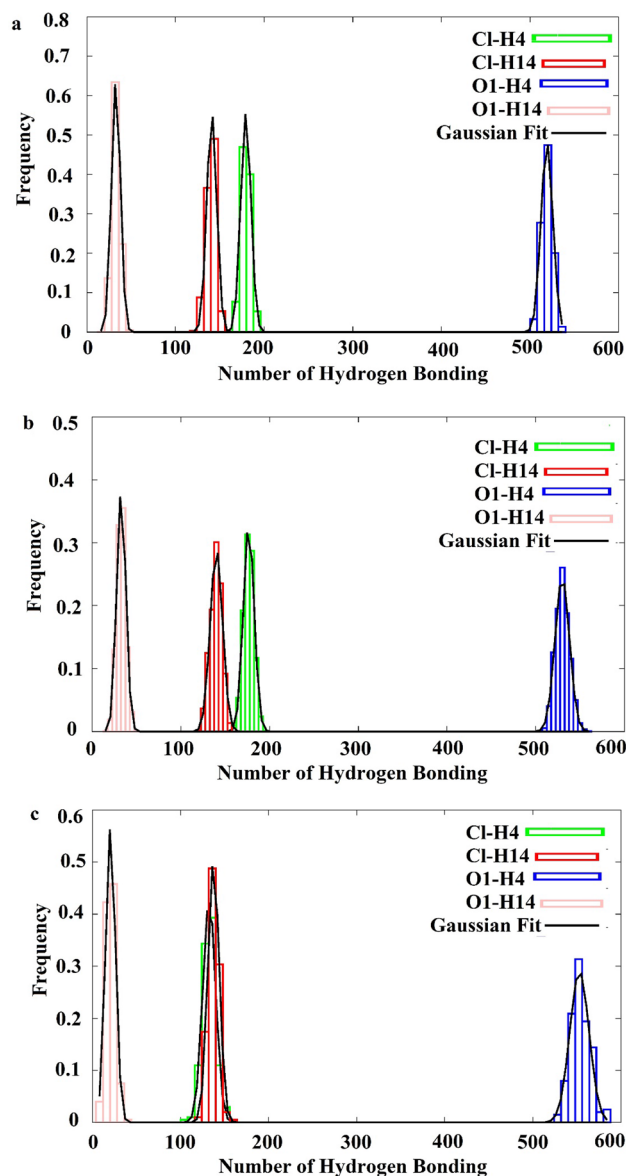 a
0.8
0.7
0.6
0.5
0.4
0.3
0.2
0.1
0
Frequency
Cl-H4
Cl-H14
O1-H4
O1-H14
Gaussian Fit
0 100 200 300 400 500 600
Number of Hydrogen Bonding
b
0.5
0.4
0.3
0.2
0.1
0
Frequency
Cl-H4
Cl-H14
O1-H4
O1-H14
Gaussian Fit
0 100 200 300 400 500 600
Number of Hydrogen Bonding
c
0.6
0.5
0.4
0.3
0.2
0.1
0
Frequency
Cl-H4
Cl-H14
O1-H4
O1-H14
Gaussian Fit
0 100 200 300 400 500 600
Number of Hydrogen Bonding